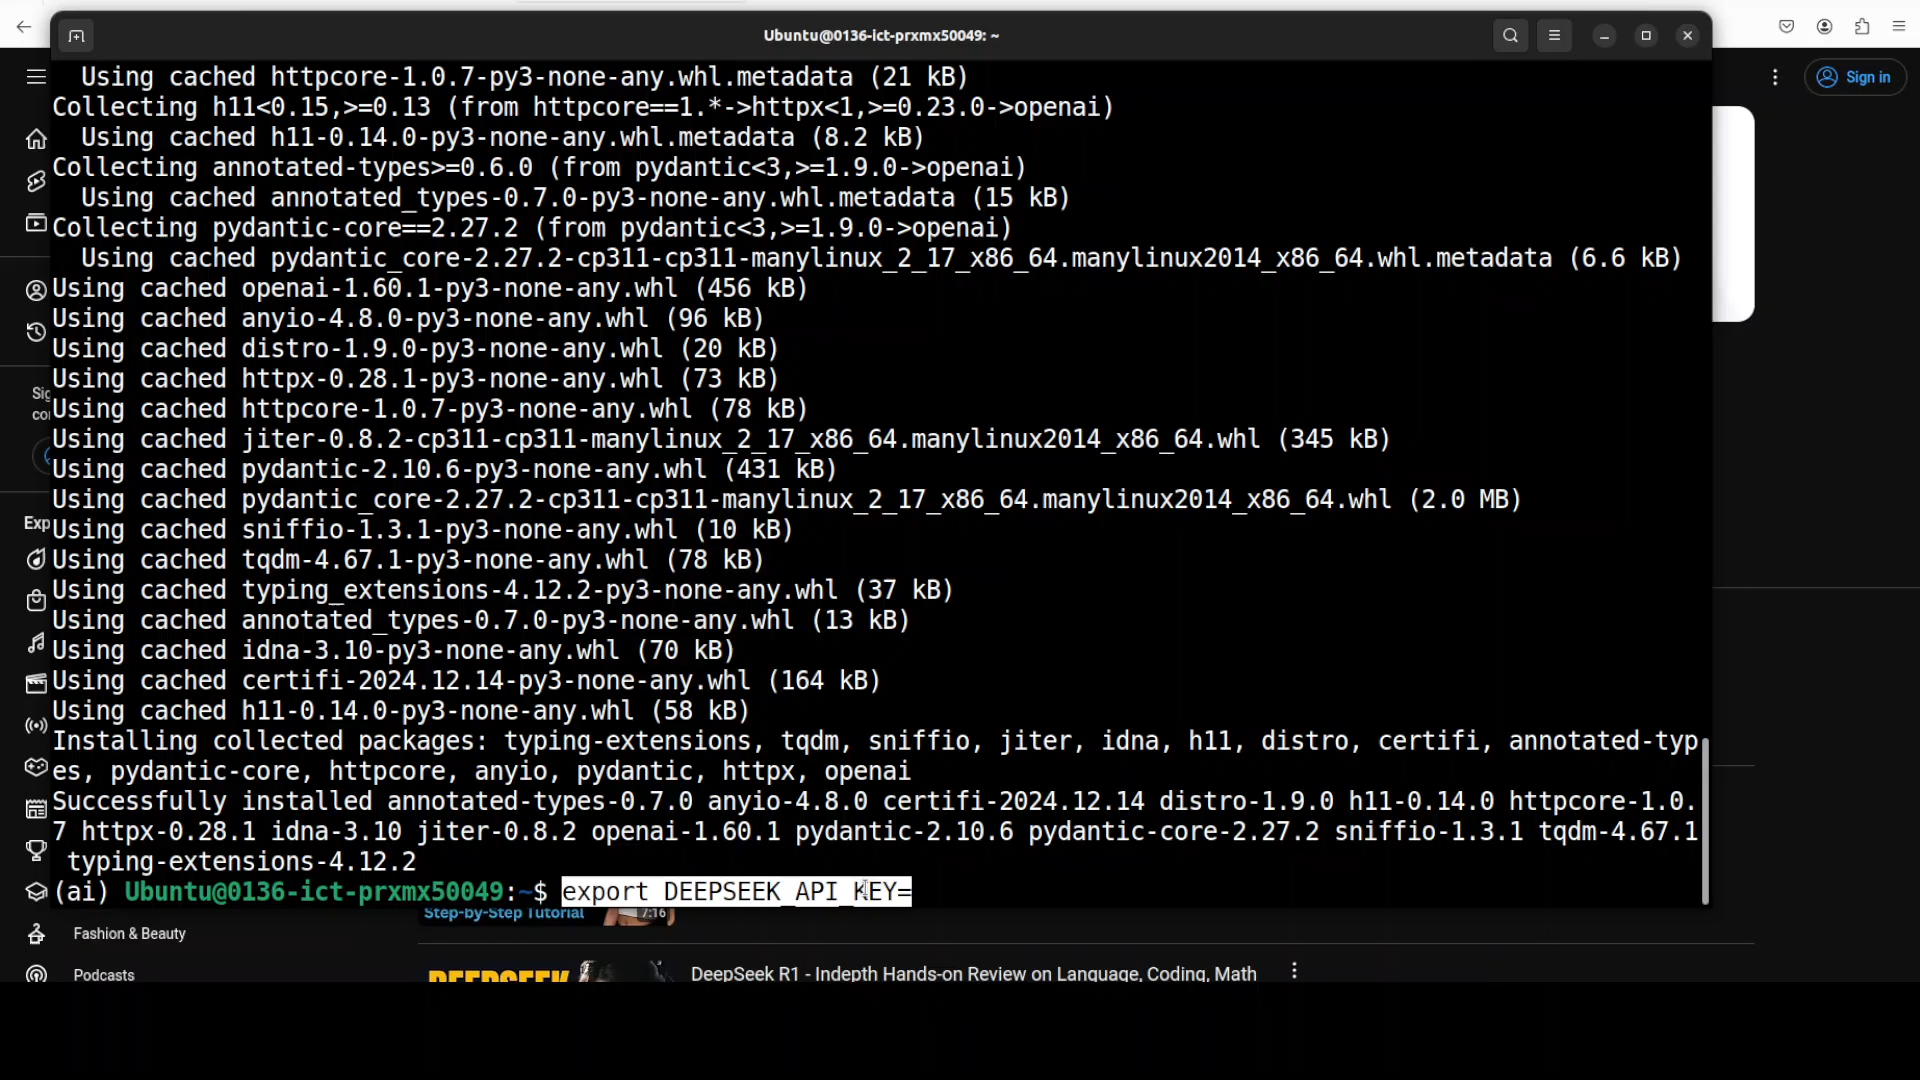 Ubuntu@0136-ict-prxmx50049: ~
Sign in
Using cached httpcore-1.0.7-py3-none-any.whl.metadata (21 kB)
Collecting h11<0.15,>=0.13 (from httpcore==1.*->httpx<1,>=0.23.0->openai)
Using cached h11-0.14.0-py3-none-any.whl.metadata (8.2 kB)
Collecting annotated-types>=0.6.0 (from pydantic<3,>=1.9.0->openai)
Using cached annotated_types-0.7.0-py3-none-any.whl.metadata (15 kB)
Collecting pydantic-core==2.27.2 (from pydantic<3,>=1.9.0->openai)
Using cached pydantic_core-2.27.2-cp311-cp311-manylinux_2_17_x86_64.manylinux2014_x86_64.whl.metadata (6.6 kB)
Using cached openai-1.60.1-py3-none-any.whl (456 kB)
Using cached anyio-4.8.0-py3-none-any.whl (96 kB)
Using cached distro-1.9.0-py3-none-any.whl (20 kB)
Using cached httpx-0.28.1-py3-none-any.whl (73 kB)
Using cached httpcore-1.0.7-py3-none-any.whl (78 kB)
Using cached jiter-0.8.2-cp311-cp311-manylinux_2_17_x86_64.manylinux2014_x86_64.whl (345 kB)
Using cached pydantic-2.10.6-py3-none-any.whl (431 kB)
Using cached pydantic_core-2.27.2-cp311-cp311-manylinux_2_17_x86_64.manylinux2014_x86_64.whl (2.0 MB)
Using cached sniffio-1.3.1-py3-none-any.whl (10 kB)
Using cached tqdm-4.67.1-py3-none-any.whl (78 kB)
Using cached typing_extensions-4.12.2-py3-none-any.whl (37 kB)
Using cached annotated_types-0.7.0-py3-none-any.whl (13 kB)
Using cached idna-3.10-py3-none-any.whl (70 kB)
Using cached certifi-2024.12.14-py3-none-any.whl (164 kB)
Using cached h11-0.14.0-py3-none-any.whl (58 kB)
Installing collected packages: typing-extensions, tqdm, sniffio, jiter, idna, h11, distro, certifi, annotated-typ
es, pydantic-core, httpcore, anyio, pydantic, httpx, openai
Successfully installed annotated-types-0.7.0 anyio-4.8.0 certifi-2024.12.14 distro-1.9.0 h11-0.14.0 httpcore-1.0.
7 httpx-0.28.1 idna-3.10 jiter-0.8.2 openai-1.60.1 pydantic-2.10.6 pydantic-core-2.27.2 sniffio-1.3.1 tqdm-4.67.1
typing-extensions-4.12.2
(ai) Ubuntu@0136-ict-prxmx50049:~$ export DEEPSEEK_API_KEY=
Step-by-Step Tutorial
7:16
Fashion & Beauty
Podcasts
DEEPSEEK
DeepSeek R1 - Indepth Hands-on Review on Language, Coding, Math